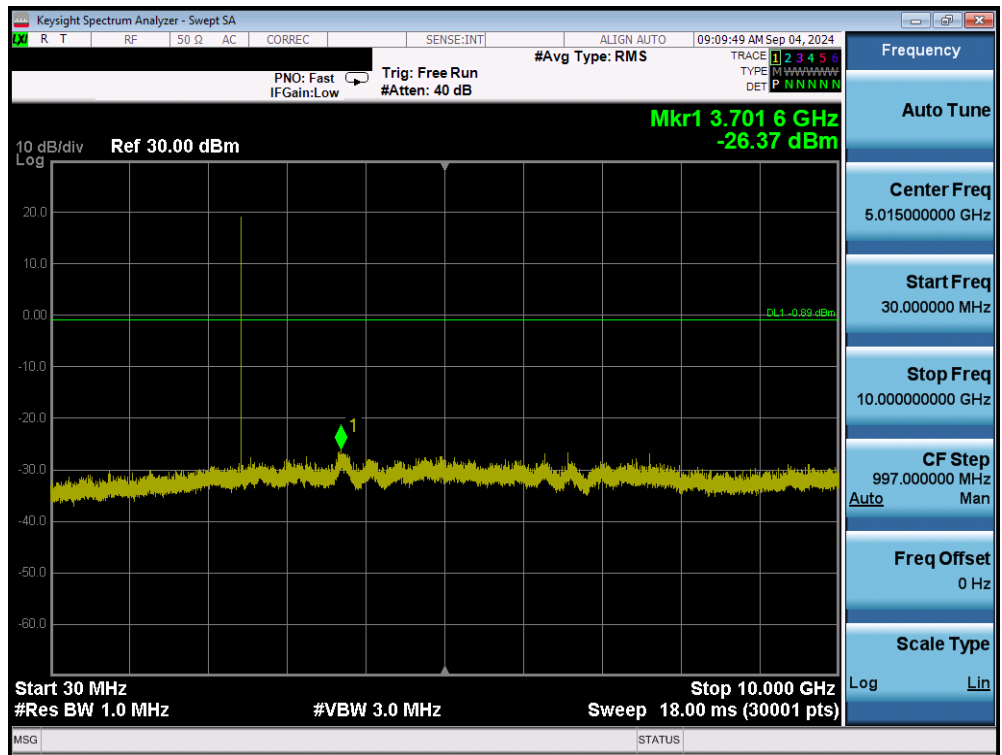 Keysight Spectrum Analyzer - Swept SA
LXI R T RF 50 Ω AC CORREC SENSE:INT ALIGN AUTO 09:09:49 AM Sep 04, 2024
PNO: Fast Trig: Free Run #Avg Type: RMS TRACE 1 2 3 4 5 6
IFGain:Low #Atten: 40 dB TYPE M WWWWW
DET P N N N N N
Mkr1 3.701 6 GHz
-26.37 dBm
10 dB/div Ref 30.00 dBm
Log
20.0
10.0
0.00
DL1 -0.89 dBm
-10.0
-20.0
1
-30.0
-40.0
-50.0
-60.0
Start 30 MHz Stop 10.000 GHz
#Res BW 1.0 MHz #VBW 3.0 MHz Sweep 18.00 ms (30001 pts)
MSG STATUS
Frequency
Auto Tune
Center Freq
5.015000000 GHz
Start Freq
30.000000 MHz
Stop Freq
10.000000000 GHz
CF Step
997.000000 MHz
Auto Man
Freq Offset
0 Hz
Scale Type
Log Lin